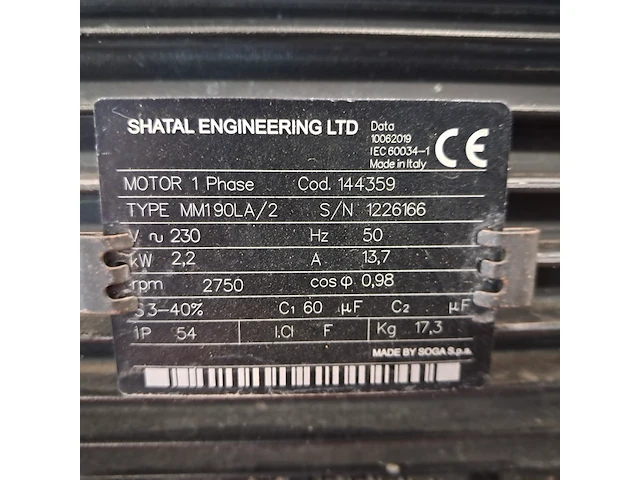 SHATAL ENGINEERING LTD
Data
10062019
IEC 60034-1
Made in Italy
CE
MOTOR 1 Phase Cod. 144359
TYPE MM190LA/2 S/N 1226166
V ~ 230 Hz 50
kW 2,2 A 13,7
rpm 2750 cos φ 0,98
S3-40% C1 60 µF C2 µF
IP 54 I.Cl F Kg 17,3
MADE BY SOGA S.p.a.